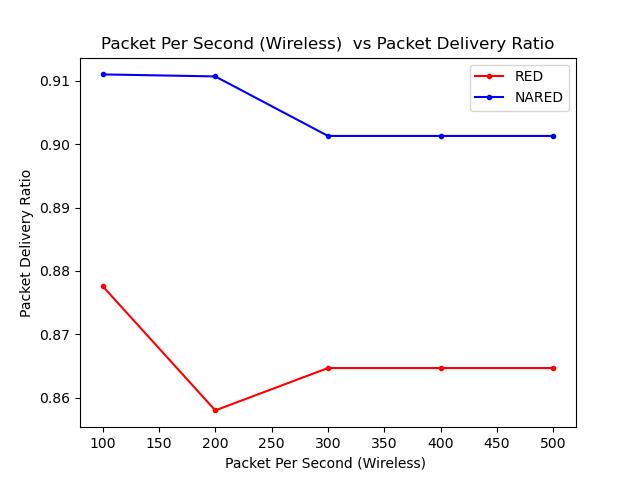 Packet Per Second (Wireless)  vs Packet Delivery Ratio
RED
NARED
0.91
0.90
0.89
0.88
0.87
0.86
Packet Delivery Ratio
100 150 200 250 300 350 400 450 500
Packet Per Second (Wireless)